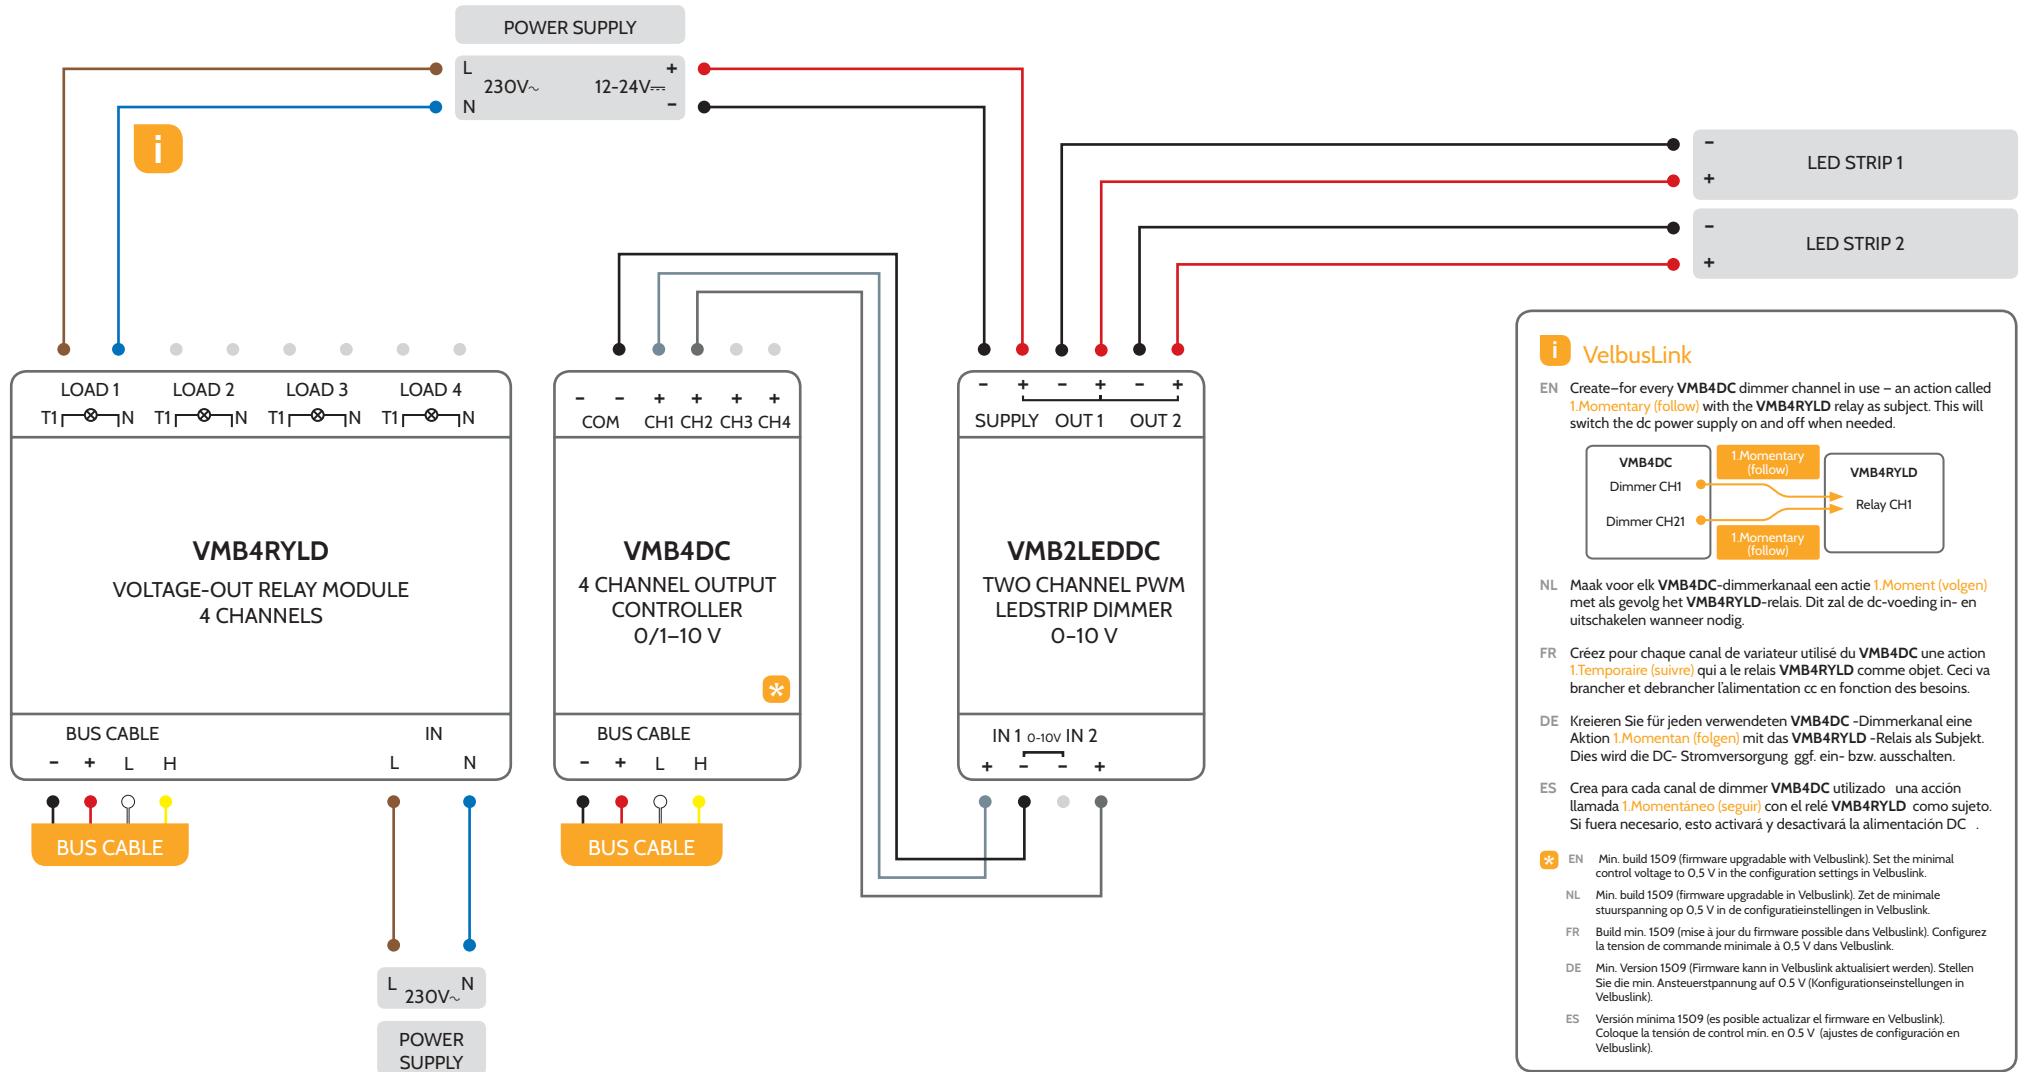 POWER SUPPLY
L
230V~
N
+
12-24V⎓
-
i
-
LED STRIP 1
+
-
LED STRIP 2
+
LOAD 1 LOAD 2 LOAD 3 LOAD 4
T1 N T1 N T1 N T1 N
VMB4RYLD
VOLTAGE-OUT RELAY MODULE
4 CHANNELS
BUS CABLE IN
- + L H L N
BUS CABLE
L N
230V~
POWER
SUPPLY
- - + + + +
COM CH1 CH2 CH3 CH4
VMB4DC
4 CHANNEL OUTPUT
CONTROLLER
0/1–10 V
*
BUS CABLE
- + L H
BUS CABLE
- + - + - +
SUPPLY OUT 1 OUT 2
VMB2LEDDC
TWO CHANNEL PWM
LEDSTRIP DIMMER
0–10 V
IN 1 0-10V IN 2
+ - - +
i VelbusLink
EN Create–for every VMB4DC dimmer channel in use – an action called
1.Momentary (follow) with the VMB4RYLD relay as subject. This will
switch the dc power supply on and off when needed.
VMB4DC
Dimmer CH1
Dimmer CH21
1.Momentary
(follow)
1.Momentary
(follow)
VMB4RYLD
Relay CH1
NL Maak voor elk VMB4DC-dimmerkanaal een actie 1.Moment (volgen)
met als gevolg het VMB4RYLD-relais. Dit zal de dc-voeding in- en
uitschakelen wanneer nodig.
FR Créez pour chaque canal de variateur utilisé du VMB4DC une action
1.Temporaire (suivre) qui a le relais VMB4RYLD comme objet. Ceci va
brancher et debrancher l'alimentation cc en fonction des besoins.
DE Kreieren Sie für jeden verwendeten VMB4DC -Dimmerkanal eine
Aktion 1.Momentan (folgen) mit das VMB4RYLD -Relais als Subjekt.
Dies wird die DC- Stromversorgung ggf. ein- bzw. ausschalten.
ES Crea para cada canal de dimmer VMB4DC utilizado una acción
llamada 1.Momentáneo (seguir) con el relé VMB4RYLD como sujeto.
Si fuera necesario, esto activará y desactivará la alimentación DC .
* EN Min. build 1509 (firmware upgradable with Velbuslink). Set the minimal
control voltage to 0,5 V in the configuration settings in Velbuslink.
NL Min. build 1509 (firmware upgradable in Velbuslink). Zet de minimale
stuurspanning op 0,5 V in de configuratieinstellingen in Velbuslink.
FR Build min. 1509 (mise à jour du firmware possible dans Velbuslink). Configurez
la tension de commande minimale à 0,5 V dans Velbuslink.
DE Min. Version 1509 (Firmware kann in Velbuslink aktualisiert werden). Stellen
Sie die min. Ansteuerstpannung auf 0.5 V (Konfigurationseinstellungen in
Velbuslink).
ES Versión mínima 1509 (es posible actualizar el firmware en Velbuslink).
Coloque la tensión de control mín. en 0.5 V (ajustes de configuración en
Velbuslink).